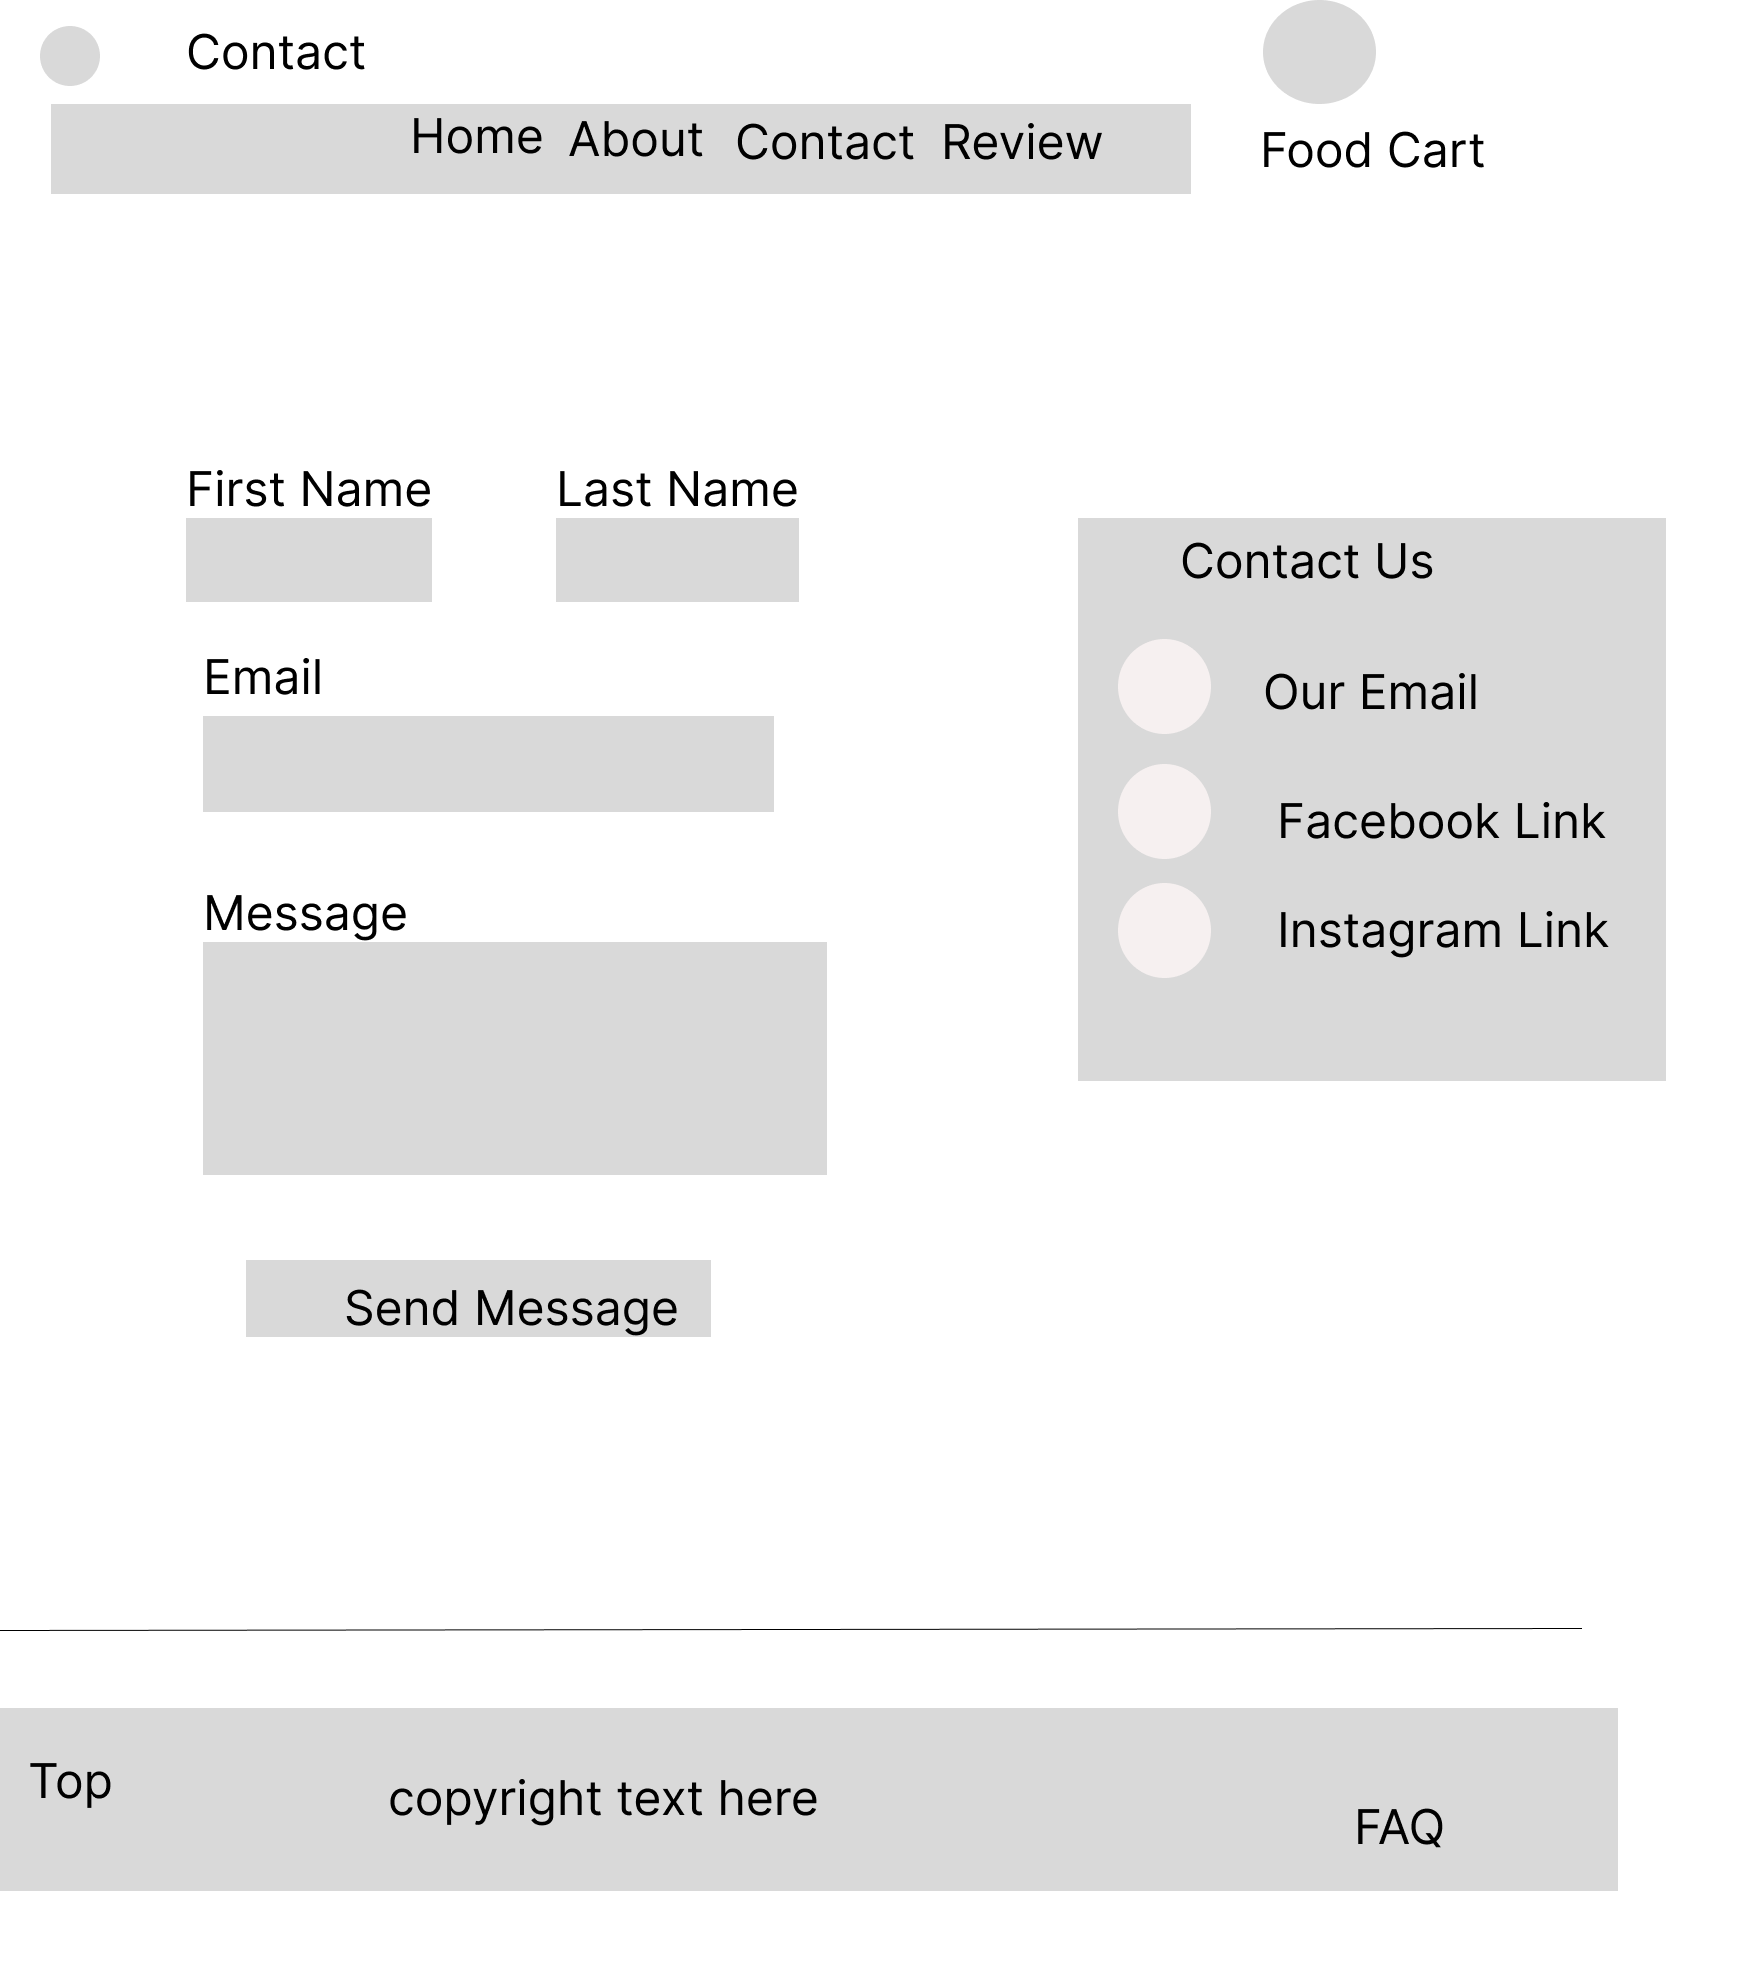 Contact
Home About Contact Review
Food Cart
First Name
Last Name
Email
Message
Send Message
Contact Us
Our Email
Facebook Link
Instagram Link
Top
copyright text here
FAQ